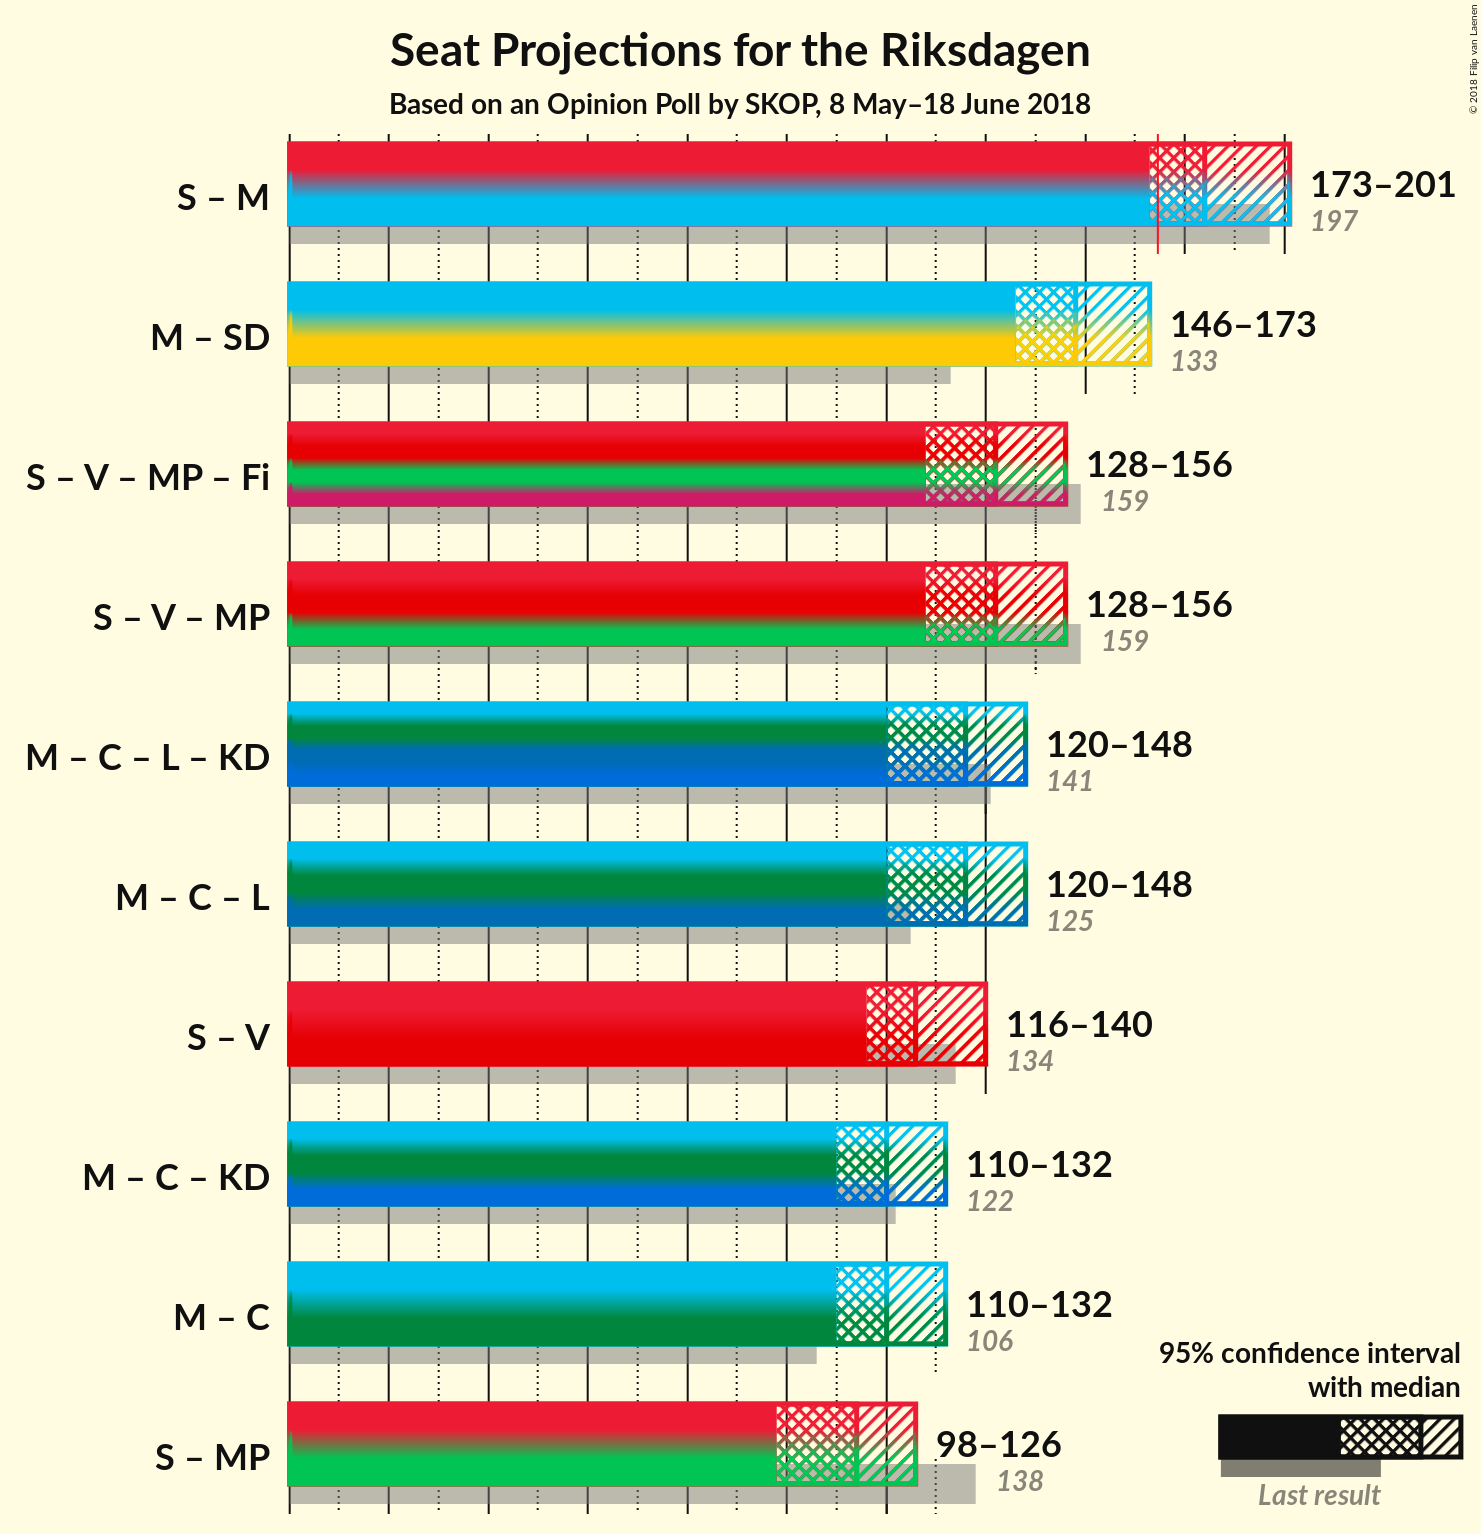 Seat Projections for the Riksdagen
Based on an Opinion Poll by SKOP, 8 May–18 June 2018
© 2018 Filip van Laenen
S – M
173–201
197
M – SD
146–173
133
S – V – MP – Fi
128–156
159
S – V – MP
128–156
159
M – C – L – KD
120–148
141
M – C – L
120–148
125
S – V
116–140
134
M – C – KD
110–132
122
M – C
110–132
106
S – MP
98–126
138
95% confidence interval
with median
Last result